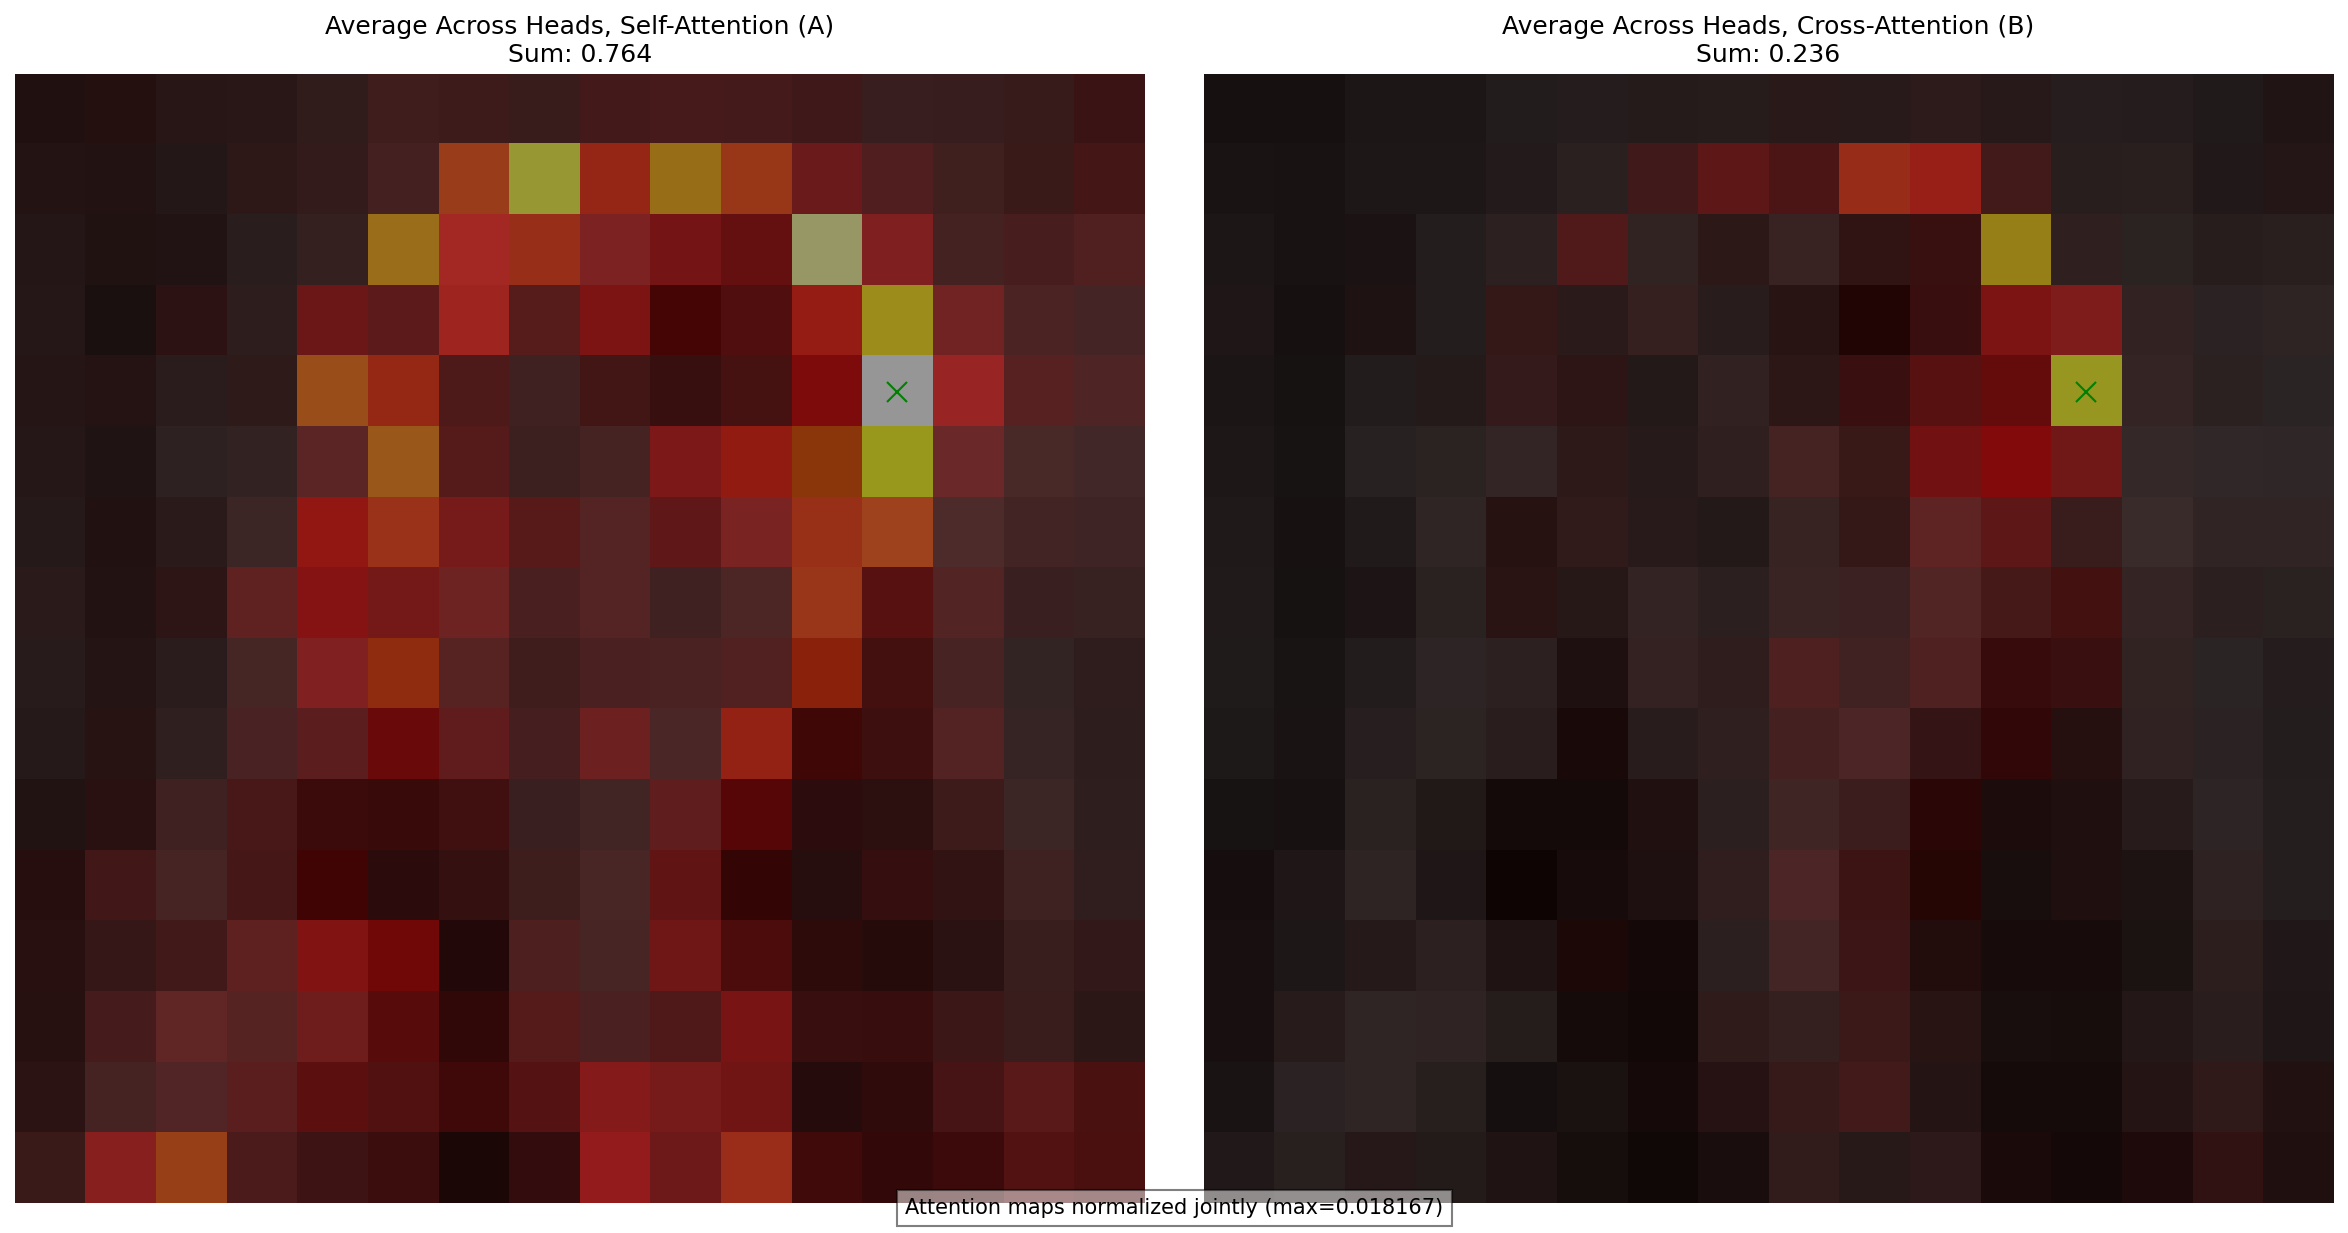 Average Across Heads, Self-Attention (A)
Sum: 0.764
Average Across Heads, Cross-Attention (B)
Sum: 0.236
Attention maps normalized jointly (max=0.018167)